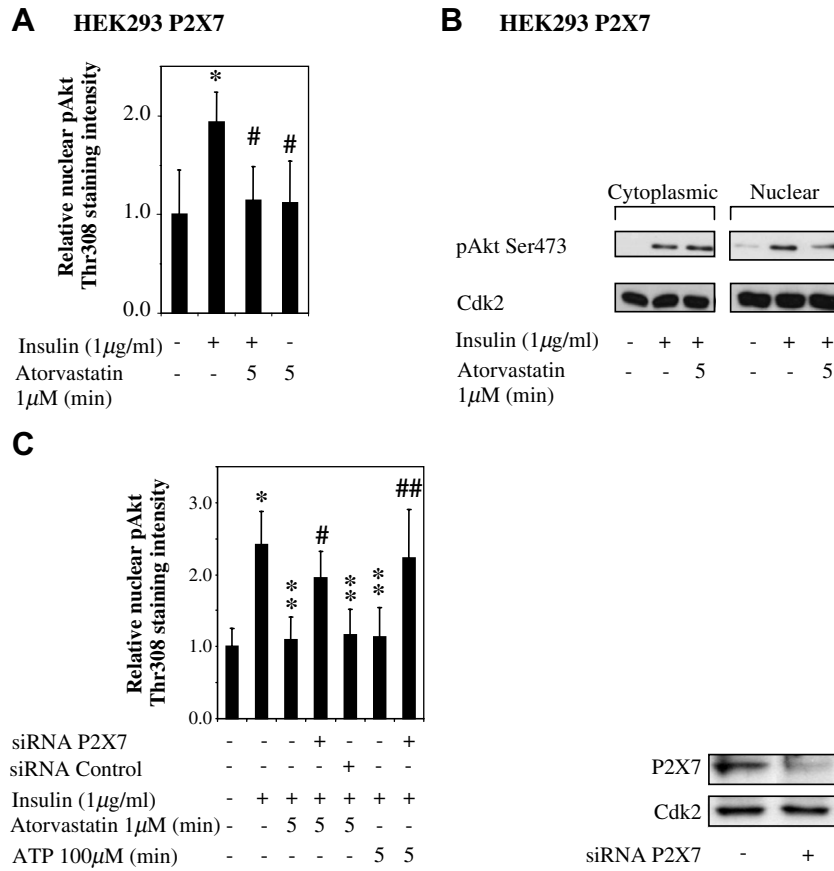 A HEK293 P2X7
Relative nuclear pAkt
Thr308 staining intensity
2.0
1.0
0.0
*
#
#
Insulin (1μg/ml) - + + -
Atorvastatin - - 5 5
1μM (min)
B HEK293 P2X7
Cytoplasmic Nuclear
pAkt Ser473
Cdk2
Insulin (1μg/ml) - + + - + +
Atorvastatin - - 5 - - 5
1μM (min)
C
Relative nuclear pAkt
Thr308 staining intensity
3.0
2.0
1.0
0.0
*
**
#
**
**
##
siRNA P2X7 - - - + - - +
siRNA Control - - - - + - -
Insulin (1μg/ml) - + + + + + +
Atorvastatin 1μM (min) - - 5 5 5 - -
ATP 100μM (min) - - - - - 5 5
P2X7
Cdk2
siRNA P2X7 - +